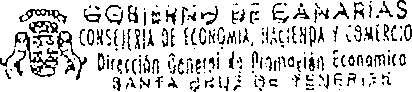 GOBIERNO DE CANARIAS
CONSEJERIA DE ECONOMIA, HACIENDA Y COMERCIO
Dirección General de Promoción Economica
SANTA CRUZ DE TENERIFE